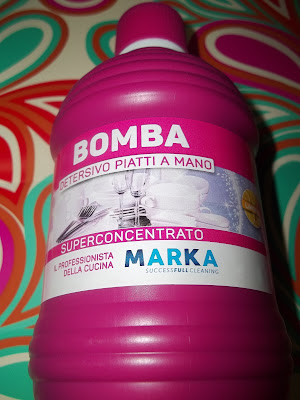 BOMBA
DETERSIVO PIATTI A MANO
SUPERCONCENTRATO
IL PROFESSIONISTA
DELLA CUCINA
MARKA
SUCCESSFULL CLEANING